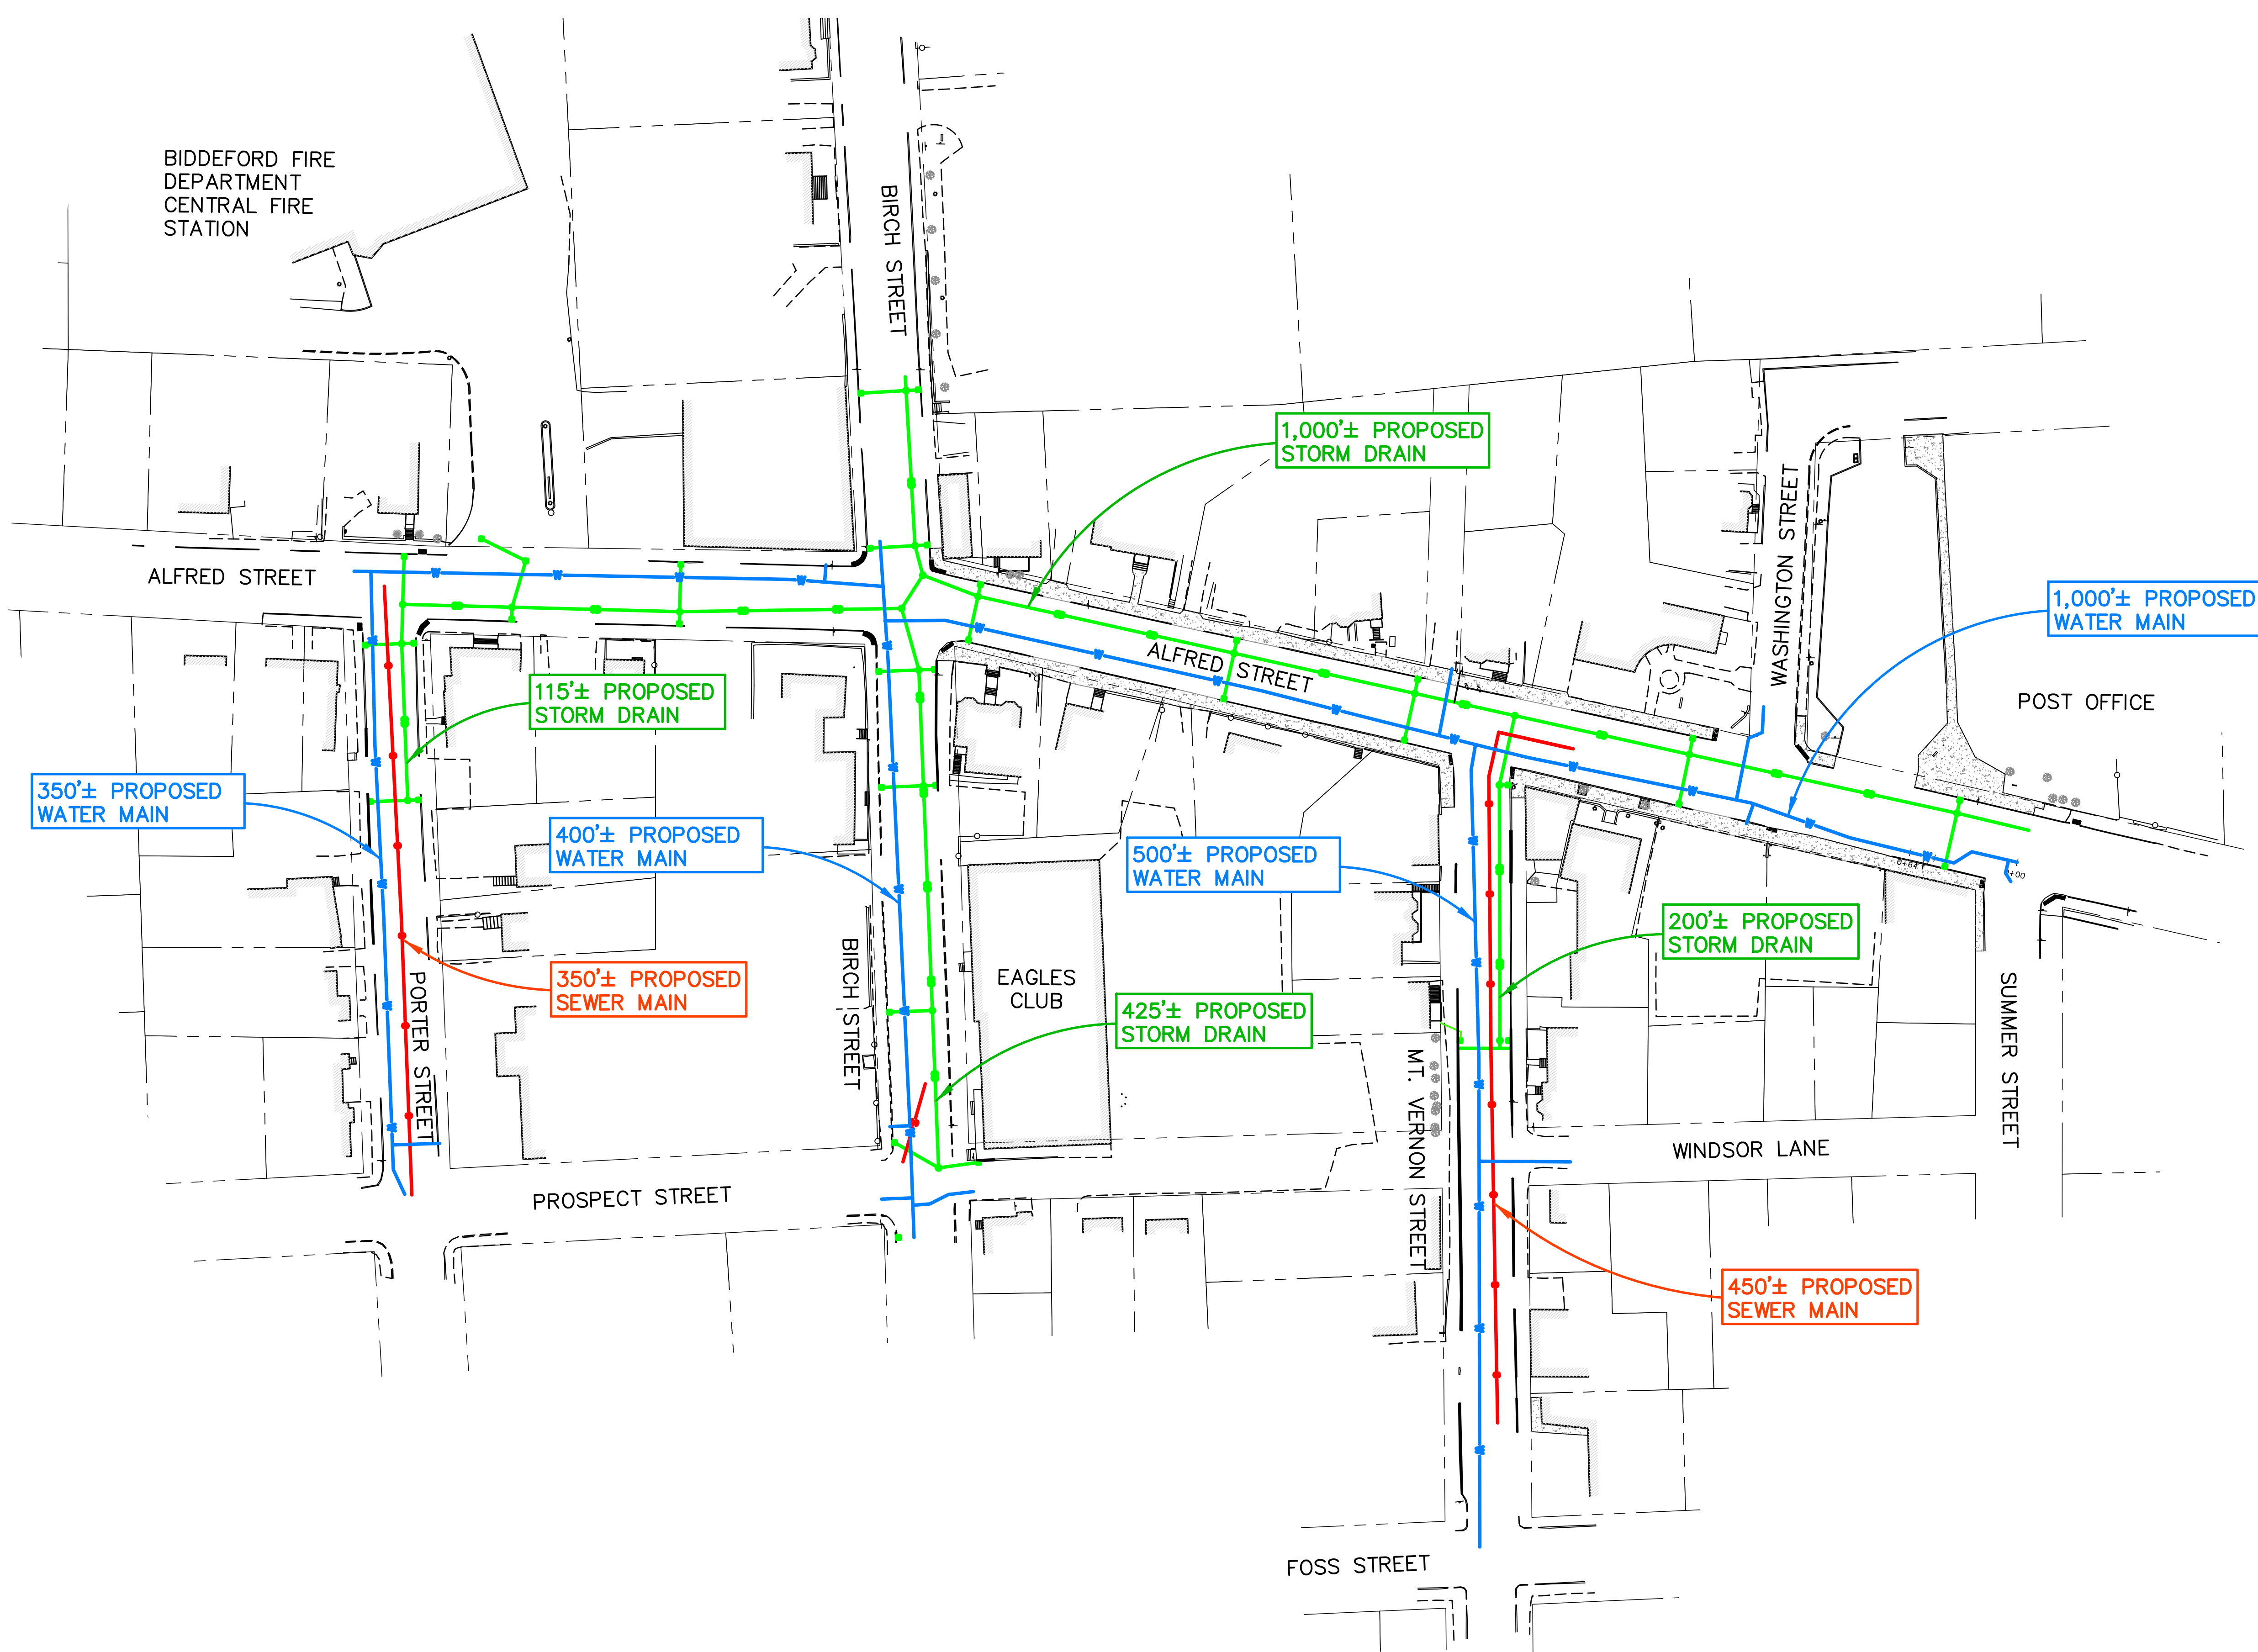 BIDDEFORD FIRE
DEPARTMENT
CENTRAL FIRE
STATION
BIRCH STREET
1,000'± PROPOSED
STORM DRAIN
WASHINGTON STREET
ALFRED STREET
1,000'± PROPOSED
WATER MAIN
ALFRED STREET
115'± PROPOSED
STORM DRAIN
POST OFFICE
350'± PROPOSED
WATER MAIN
400'± PROPOSED
WATER MAIN
500'± PROPOSED
WATER MAIN
0+64
+00
200'± PROPOSED
STORM DRAIN
350'± PROPOSED
SEWER MAIN
PORTER STREET
BIRCH STREET
EAGLES
CLUB
425'± PROPOSED
STORM DRAIN
MT. VERNON STREET
SUMMER STREET
WINDSOR LANE
PROSPECT STREET
450'± PROPOSED
SEWER MAIN
FOSS STREET